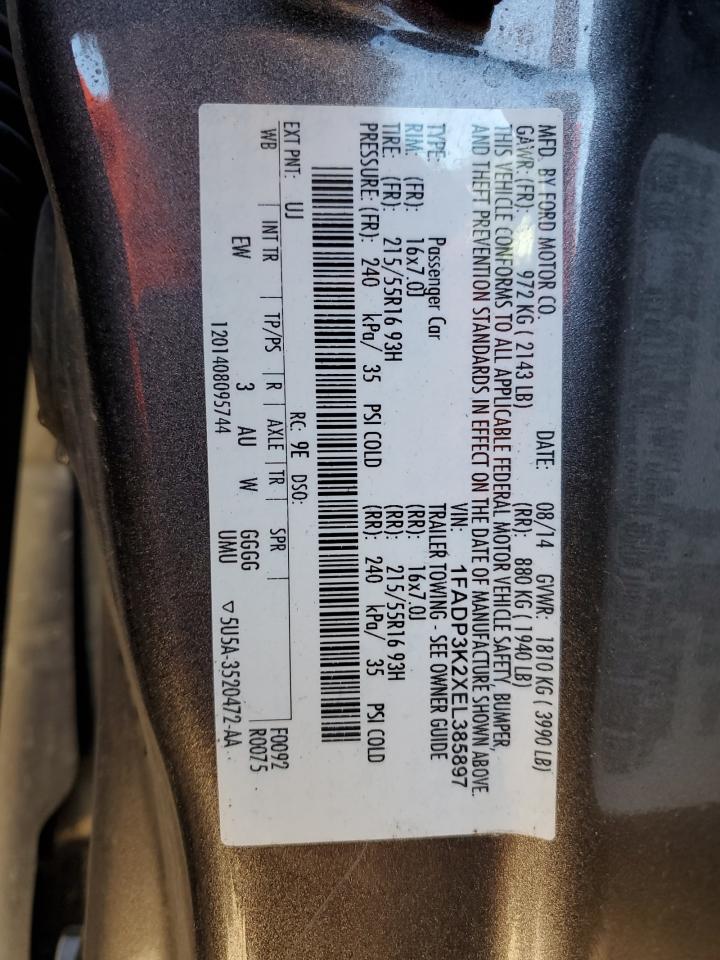 MFD. BY FORD MOTOR CO. DATE: 08/14 GVWR: 1810 KG ( 3990 LB)
GAWR: (FR) 972 KG ( 2143 LB) (RR): 880 KG ( 1940 LB)
THIS VEHICLE CONFORMS TO ALL APPLICABLE FEDERAL MOTOR VEHICLE SAFETY, BUMPER,
AND THEFT PREVENTION STANDARDS IN EFFECT ON THE DATE OF MANUFACTURE SHOWN ABOVE.
VIN: 1FADP3K2XEL385897
TYPE: Passenger Car TRAILER TOWING - SEE OWNER GUIDE
RIM: (FR): 16x7.0J (RR): 16x7.0J
TIRE: (FR): 215/55R16 93H (RR): 215/55R16 93H
PRESSURE: (FR): 240 kPa/ 35 PSI COLD (RR): 240 kPa/ 35 PSI COLD
EXT PNT: UJ RC: 9E DSO: F0092
WB INT TR TP/PS R AXLE TR SPR R0075
EW 3 AU W GGGG
UMU
1201408095744 ▽5U5A-3520472-AA